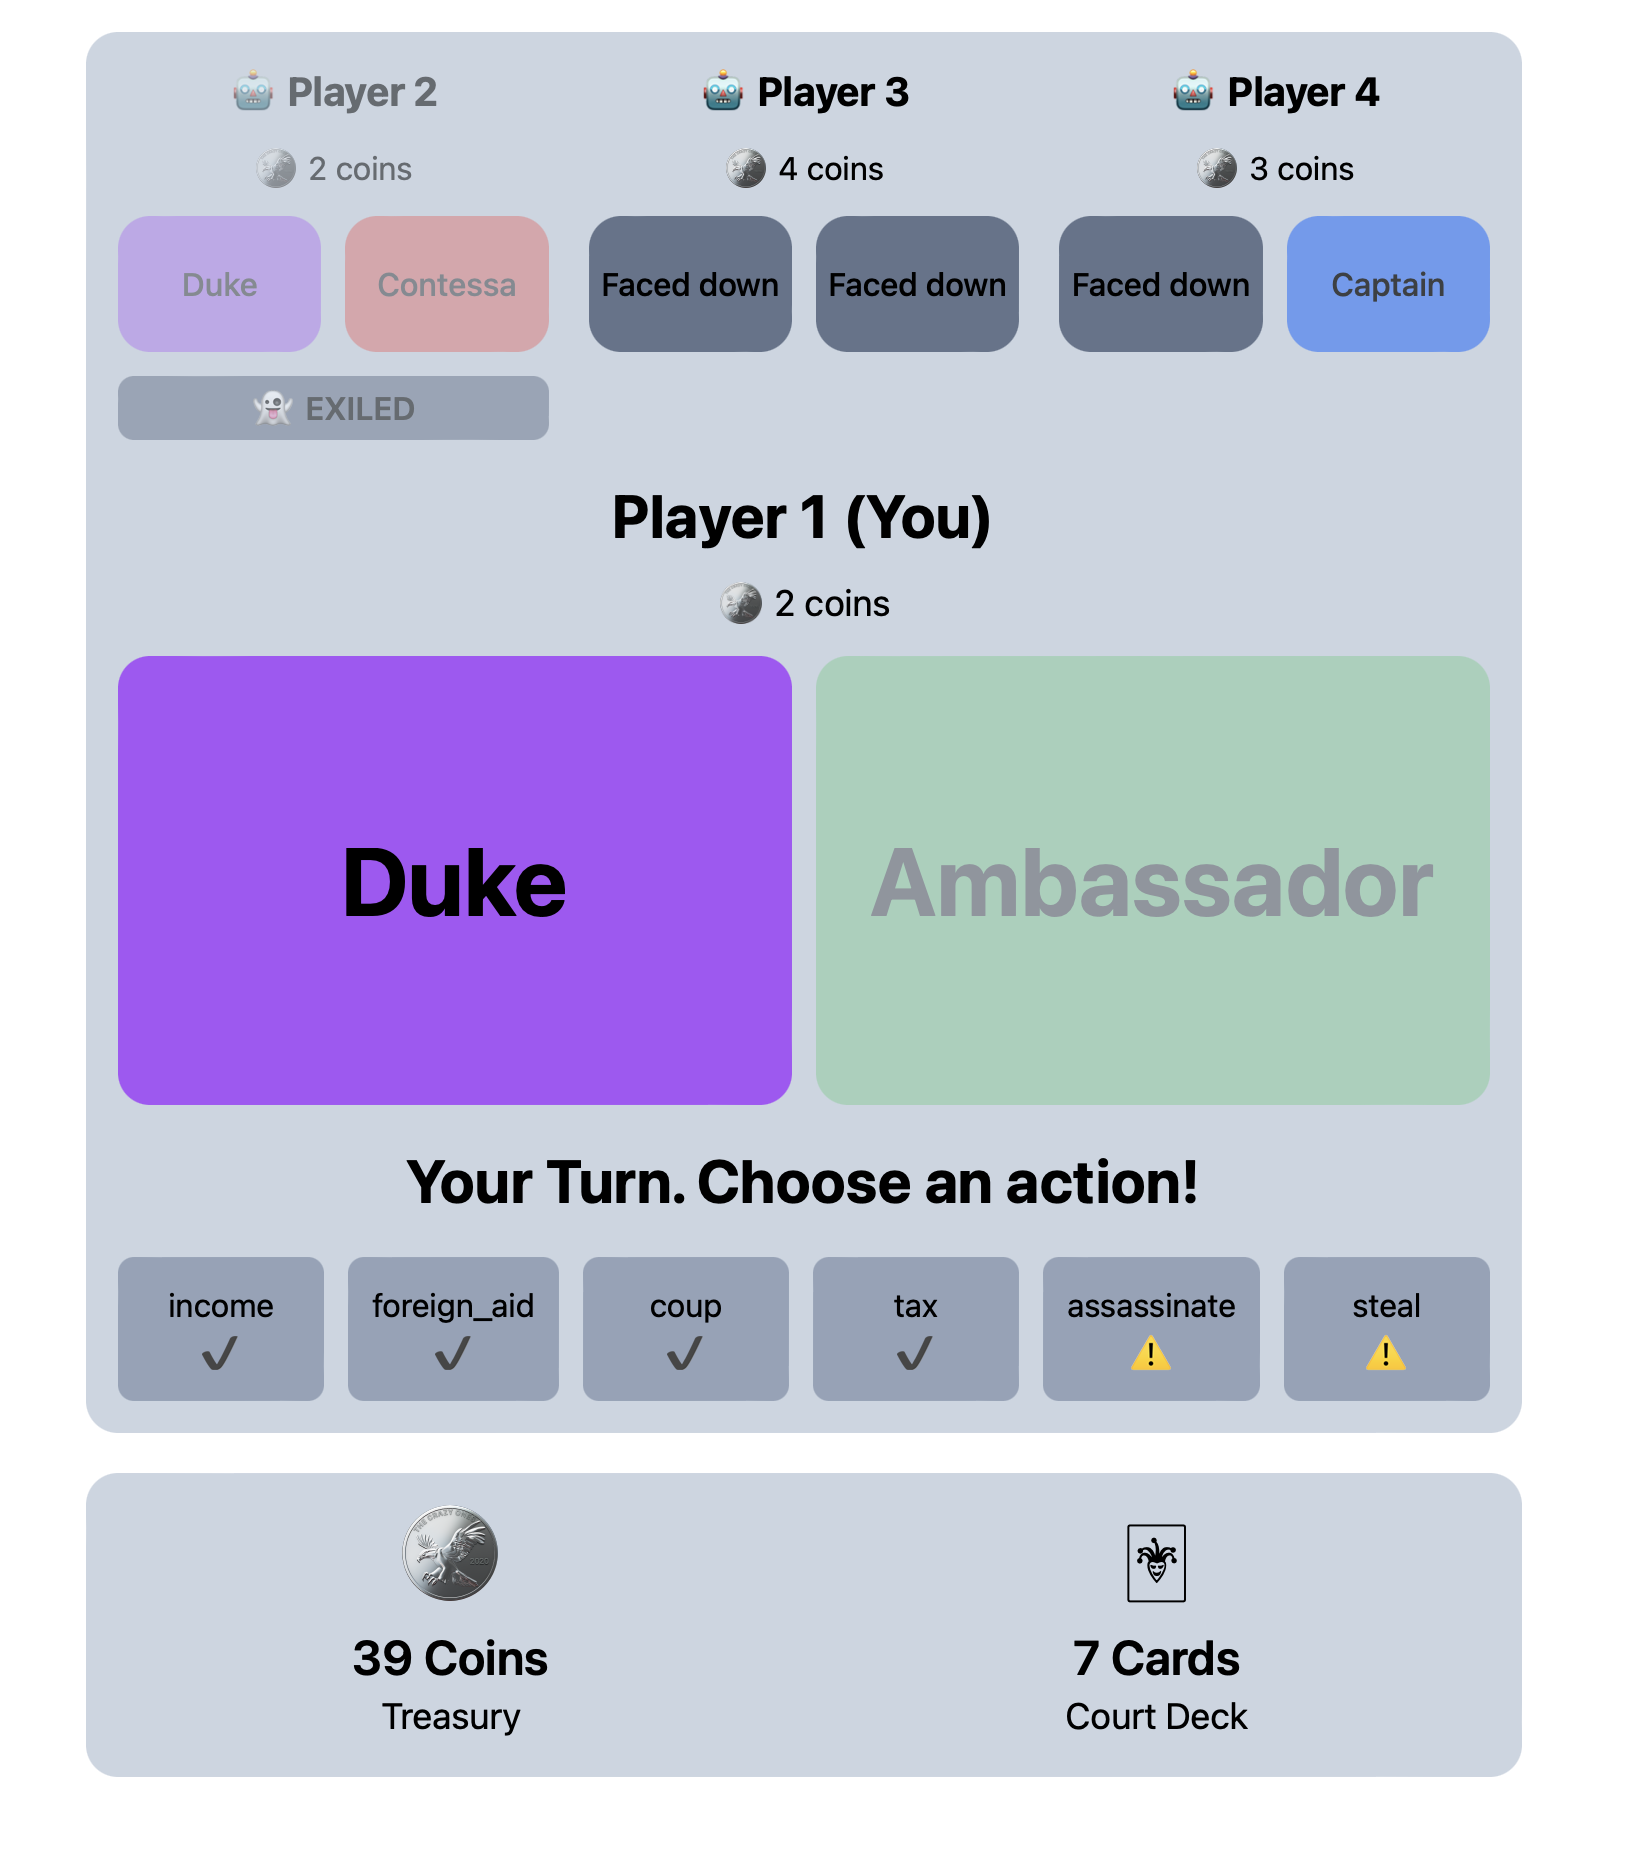 Player 2
2 coins
Duke
Contessa
EXILED
Player 3
4 coins
Faced down
Faced down
Player 4
3 coins
Faced down
Captain
Player 1 (You)
2 coins
Duke
Ambassador
Your Turn. Choose an action!
income
foreign_aid
coup
tax
assassinate
steal
39 Coins
Treasury
7 Cards
Court Deck